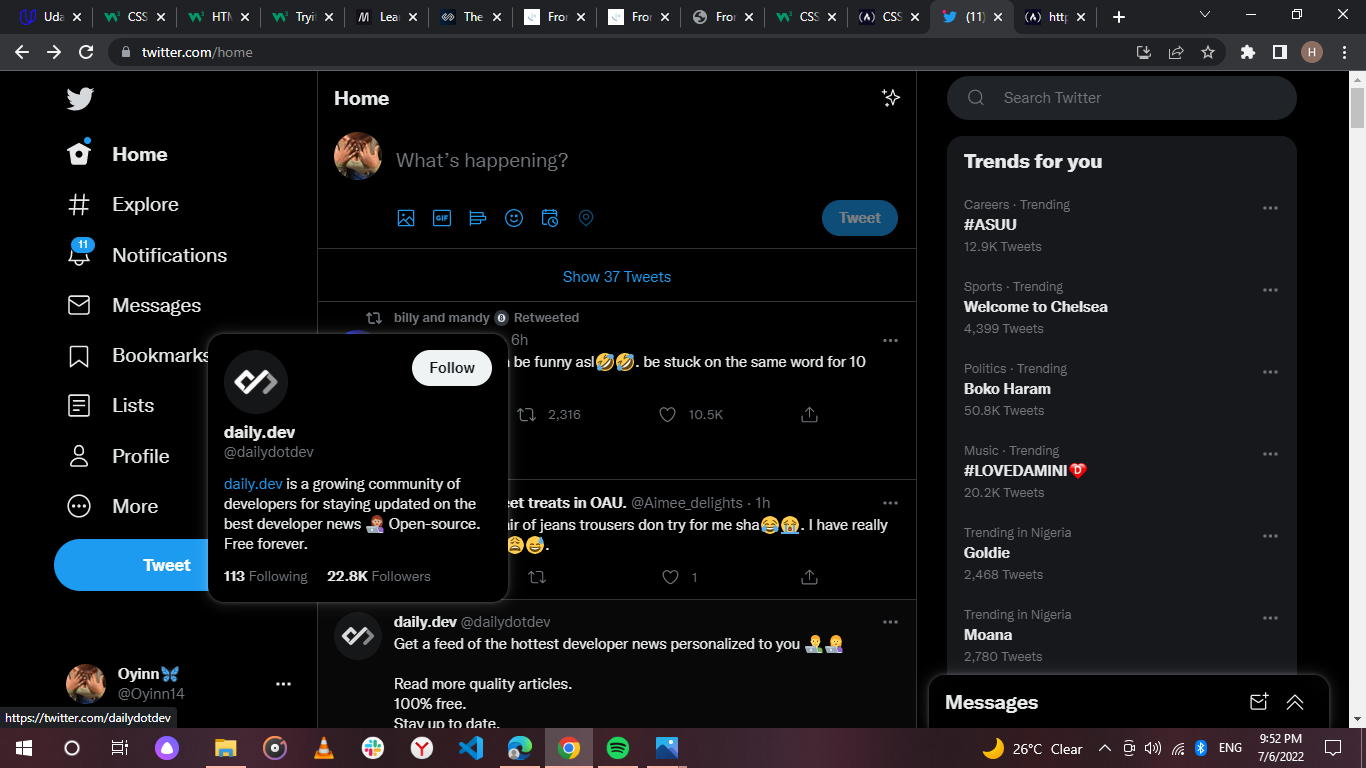 Uda
CSS
HTM
Tryit
Lear
The
Fror
Fror
Fror
CSS
CSS
(11)
http
twitter.com/home
H
Home
Explore
11
Notifications
Messages
Bookmarks
Lists
Profile
More
Tweet
Oyinn🦋
@Oyinn14
https://twitter.com/dailydotdev
Home
What's happening?
GIF
Tweet
Show 37 Tweets
billy and mandy 8 Retweeted
6h
be funny asl🤣🤣. be stuck on the same word for 10
2,316
10.5K
Follow
daily.dev
@dailydotdev
daily.dev is a growing community of
developers for staying updated on the
best developer news 👩🏽‍💻 Open-source.
Free forever.
113 Following 22.8K Followers
treats in OAU. @Aimee_delights · 1h
of jeans trousers don try for me sha😂😭. I have really
😩😅.
1
daily.dev @dailydotdev
Get a feed of the hottest developer news personalized to you 👨‍💻👩‍💻
Read more quality articles.
100% free.
Stay up to date.
Search Twitter
Trends for you
Careers · Trending
#ASUU
12.9K Tweets
Sports · Trending
Welcome to Chelsea
4,399 Tweets
Politics · Trending
Boko Haram
50.8K Tweets
Music · Trending
#LOVEDAMINI
20.2K Tweets
Trending in Nigeria
Goldie
2,468 Tweets
Trending in Nigeria
Moana
2,780 Tweets
Messages
26°C Clear
ENG
9:52 PM
7/6/2022